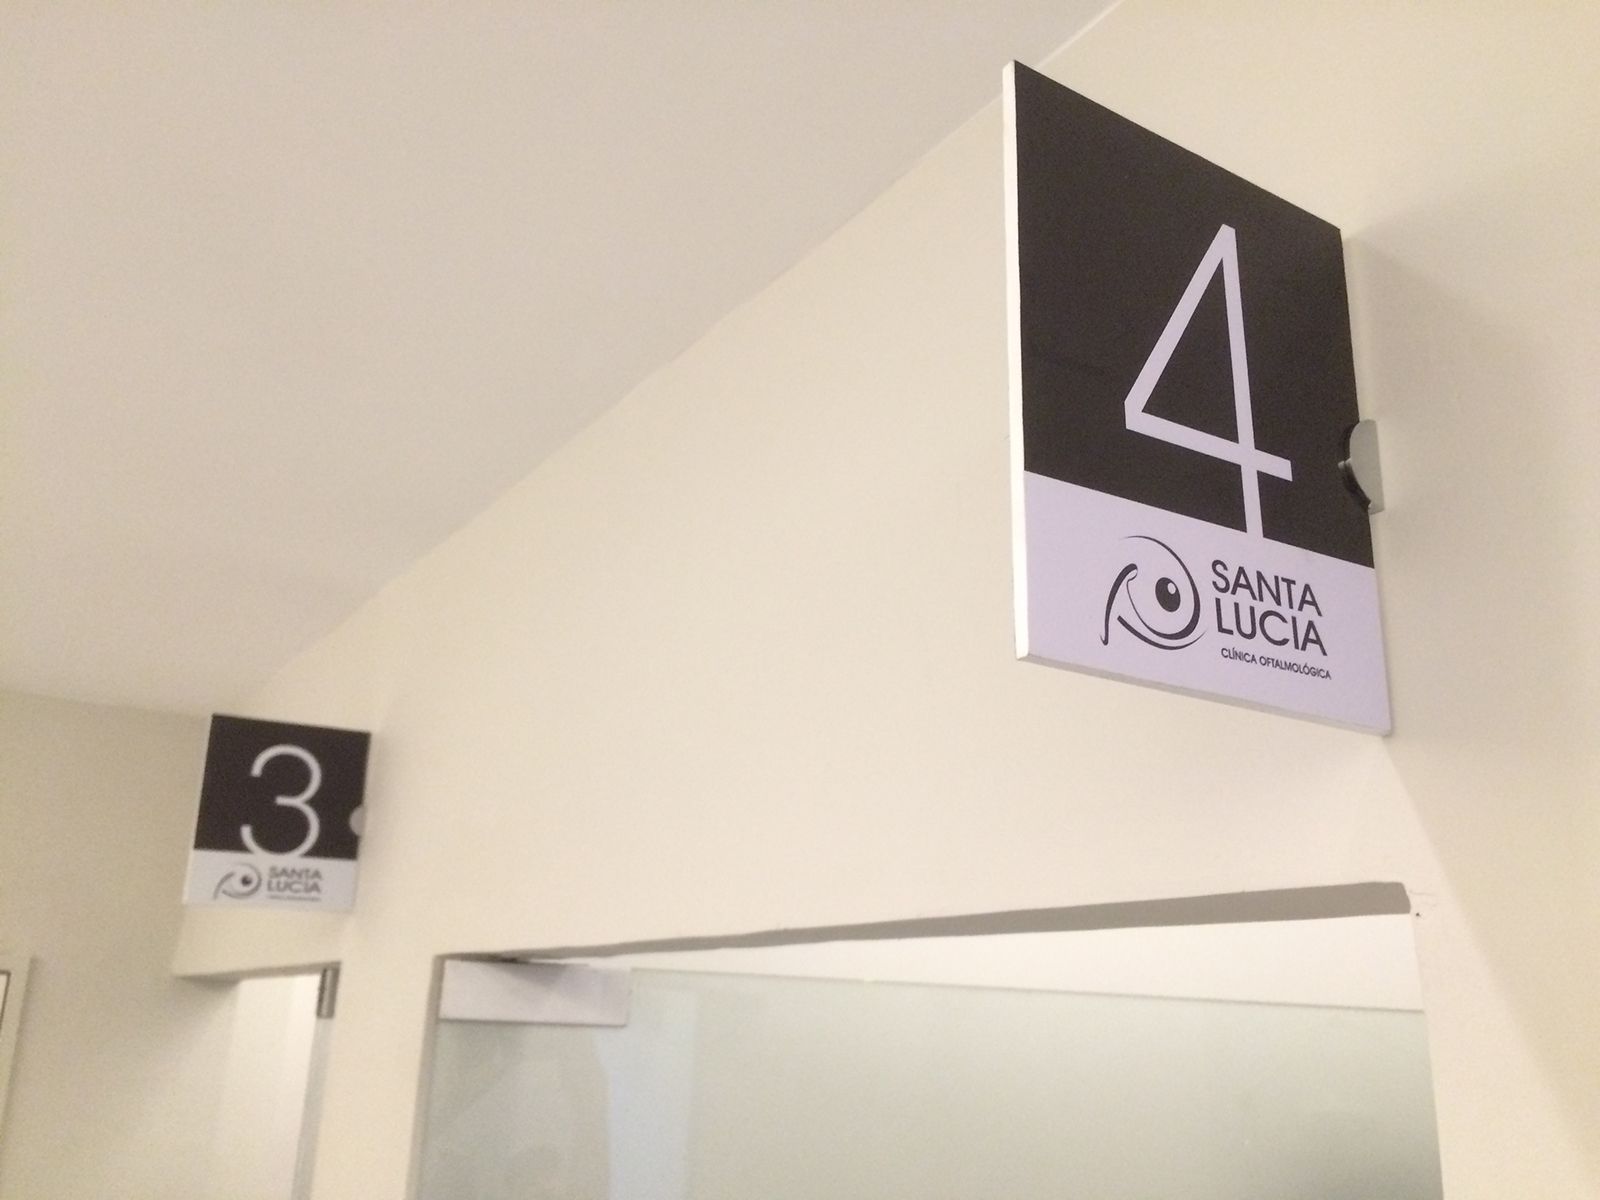 4
SANTA
LUCIA
CLÍNICA OFTALMOLÓGICA
3
SANTA
LUCIA